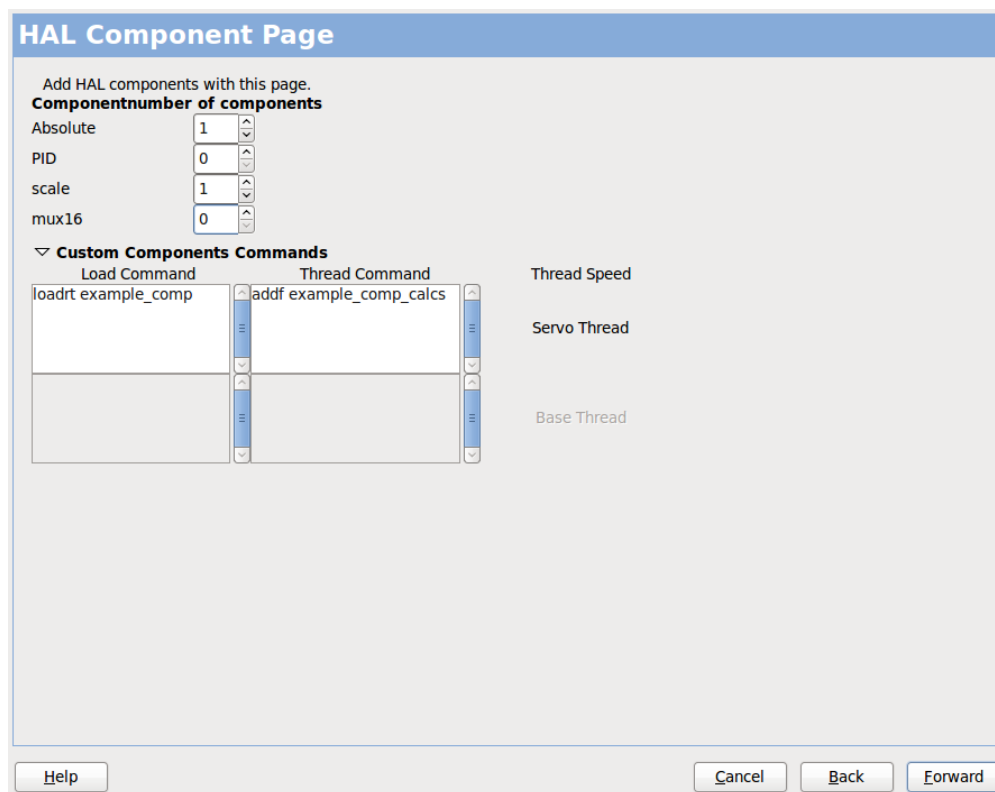 HAL Component Page
Add HAL components with this page.
Componentnumber of components
Absolute 1
PID 0
scale 1
mux16 0
Custom Components Commands
Load Command Thread Command Thread Speed
loadrt example_comp addf example_comp_calcs
Servo Thread
Base Thread
Help Cancel Back Forward